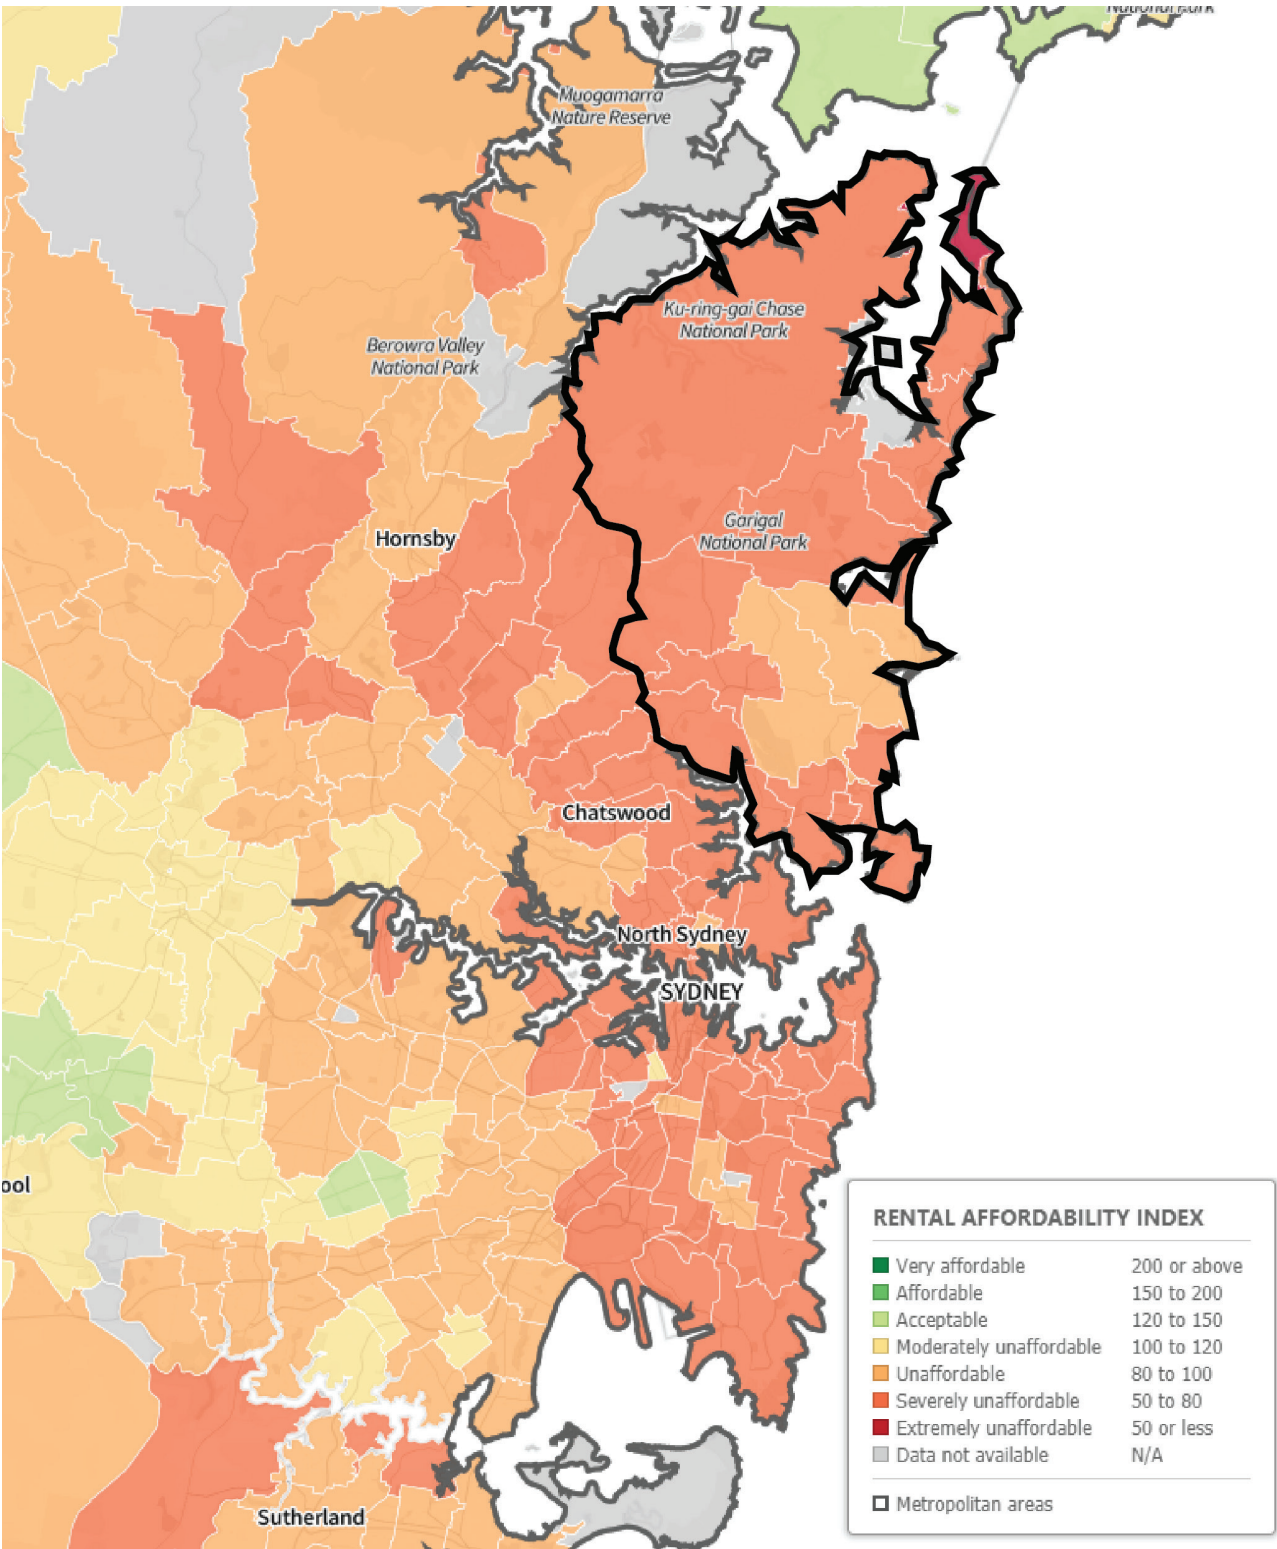 National Park
Muogamarra
Nature Reserve
Ku-ring-gai Chase
National Park
Berowra Valley
National Park
Garigal
National Park
Hornsby
Chatswood
North Sydney
SYDNEY
ool
Sutherland
RENTAL AFFORDABILITY INDEX
Very affordable 200 or above
Affordable 150 to 200
Acceptable 120 to 150
Moderately unaffordable 100 to 120
Unaffordable 80 to 100
Severely unaffordable 50 to 80
Extremely unaffordable 50 or less
Data not available N/A
Metropolitan areas